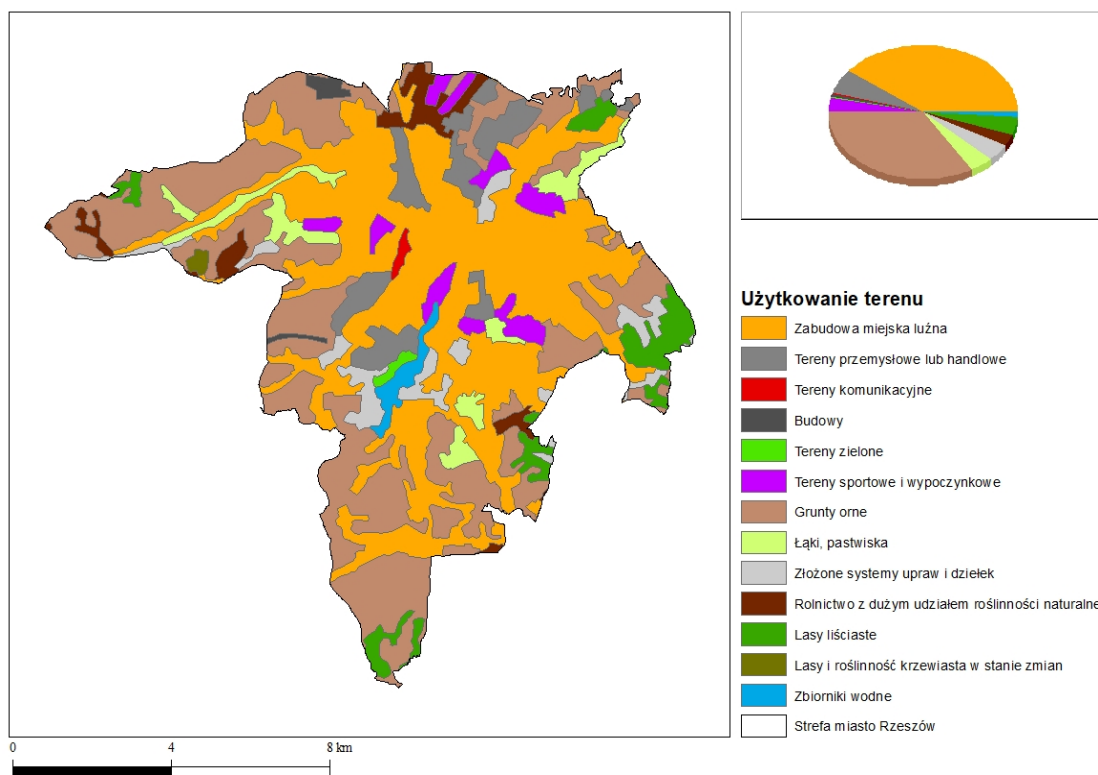 Użytkowanie terenu
Zabudowa miejska luźna
Tereny przemysłowe lub handlowe
Tereny komunikacyjne
Budowy
Tereny zielone
Tereny sportowe i wypoczynkowe
Grunty orne
Łąki, pastwiska
Złożone systemy upraw i dziełek
Rolnictwo z dużym udziałem roślinności naturalne
Lasy liściaste
Lasy i roślinność krzewiasta w stanie zmian
Zbiorniki wodne
Strefa miasto Rzeszów
0 4 8 km